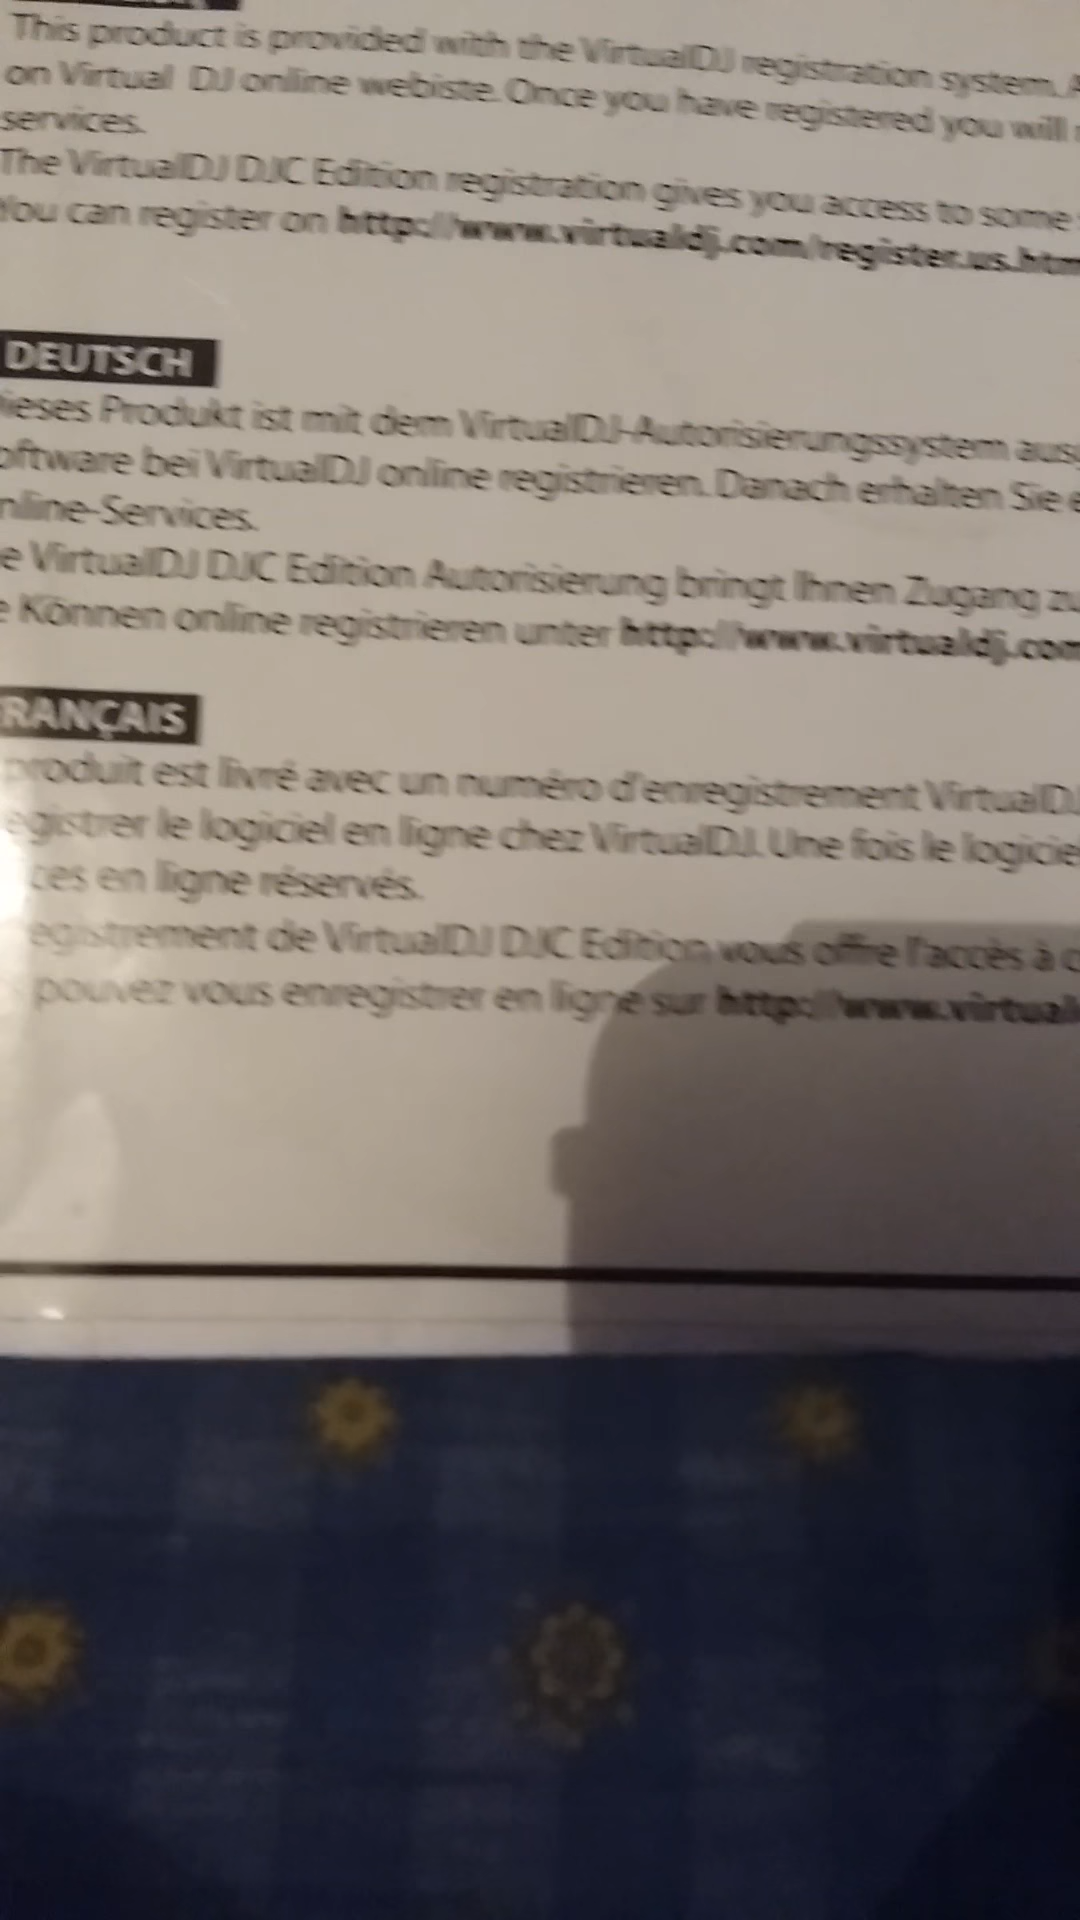 This product is provided with the VirtualDJ registration system. A
on Virtual DJ online webiste. Once you have registered you will
services.
The VirtualDJ DJC Edition registration gives you access to some
You can register on http://www.virtualdj.com/register.us.htm
DEUTSCH
ieses Produkt ist mit dem VirtualDJ-Autorisierungssystem aus
oftware bei VirtualDJ online registrieren. Danach erhalten Sie e
nline-Services.
e VirtualDJ DJC Edition Autorisierung bringt Ihnen Zugang zu
e Können online registrieren unter http://www.virtualdj.com
RANÇAIS
produit est livré avec un numéro d'enregistrement VirtualDJ
egistrer le logiciel en ligne chez VirtualDJ. Une fois le logicie
ces en ligne réservés.
egistrement de VirtualDJ DJC Edition vous offre l'accès à c
s pouvez vous enregistrer en ligne sur http://www.virtual